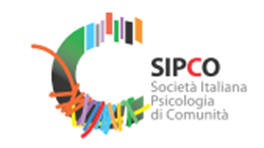 SIPCO
Società Italiana
Psicologia
di Comunità